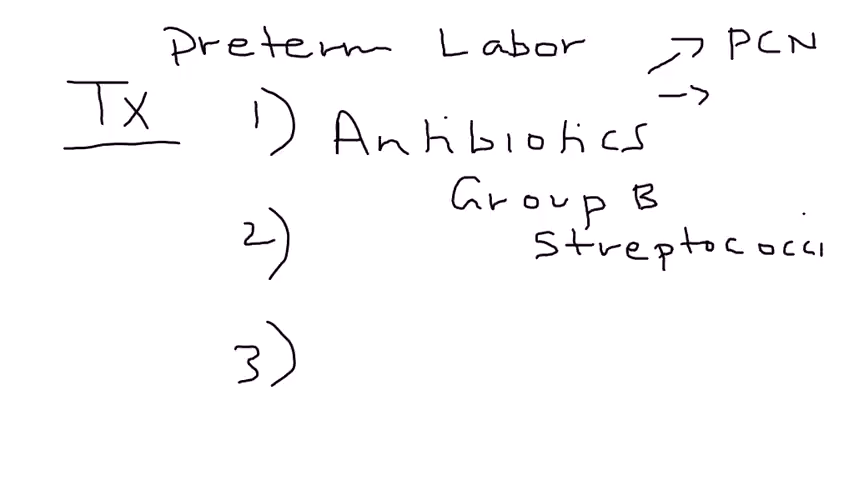 Preterm Labor → PCN
Tx 1) Antibiotics →
Group B
2) Streptococci
3)